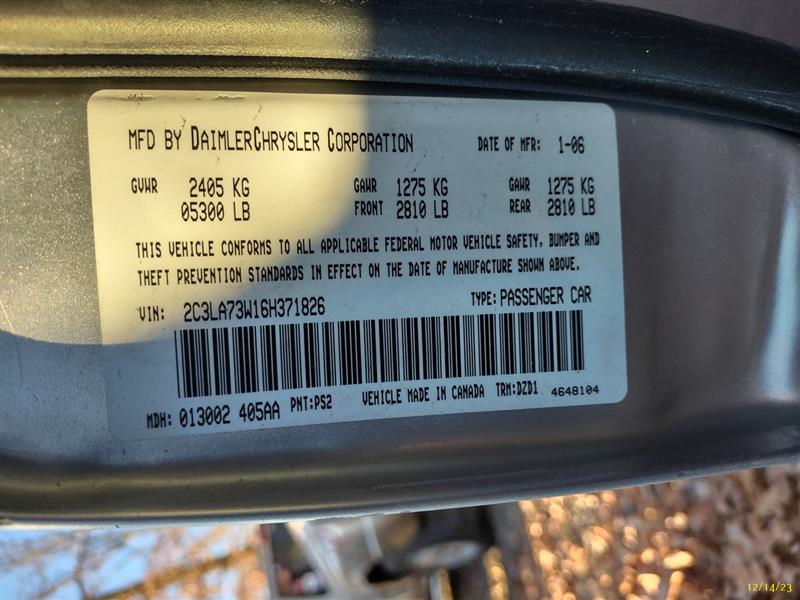 MFD BY DAIMLERCHRYSLER CORPORATION DATE OF MFR: 1-06
GVWR 2405 KG GAWR 1275 KG GAWR 1275 KG
05300 LB FRONT 2810 LB REAR 2810 LB
THIS VEHICLE CONFORMS TO ALL APPLICABLE FEDERAL MOTOR VEHICLE SAFETY, BUMPER AND
THEFT PREVENTION STANDARDS IN EFFECT ON THE DATE OF MANUFACTURE SHOWN ABOVE.
VIN: 2C3LA73W16H371826 TYPE: PASSENGER CAR
MDH: 013002 405AA PNT:PS2 VEHICLE MADE IN CANADA TRM:DZD1 4648104
12/14/23